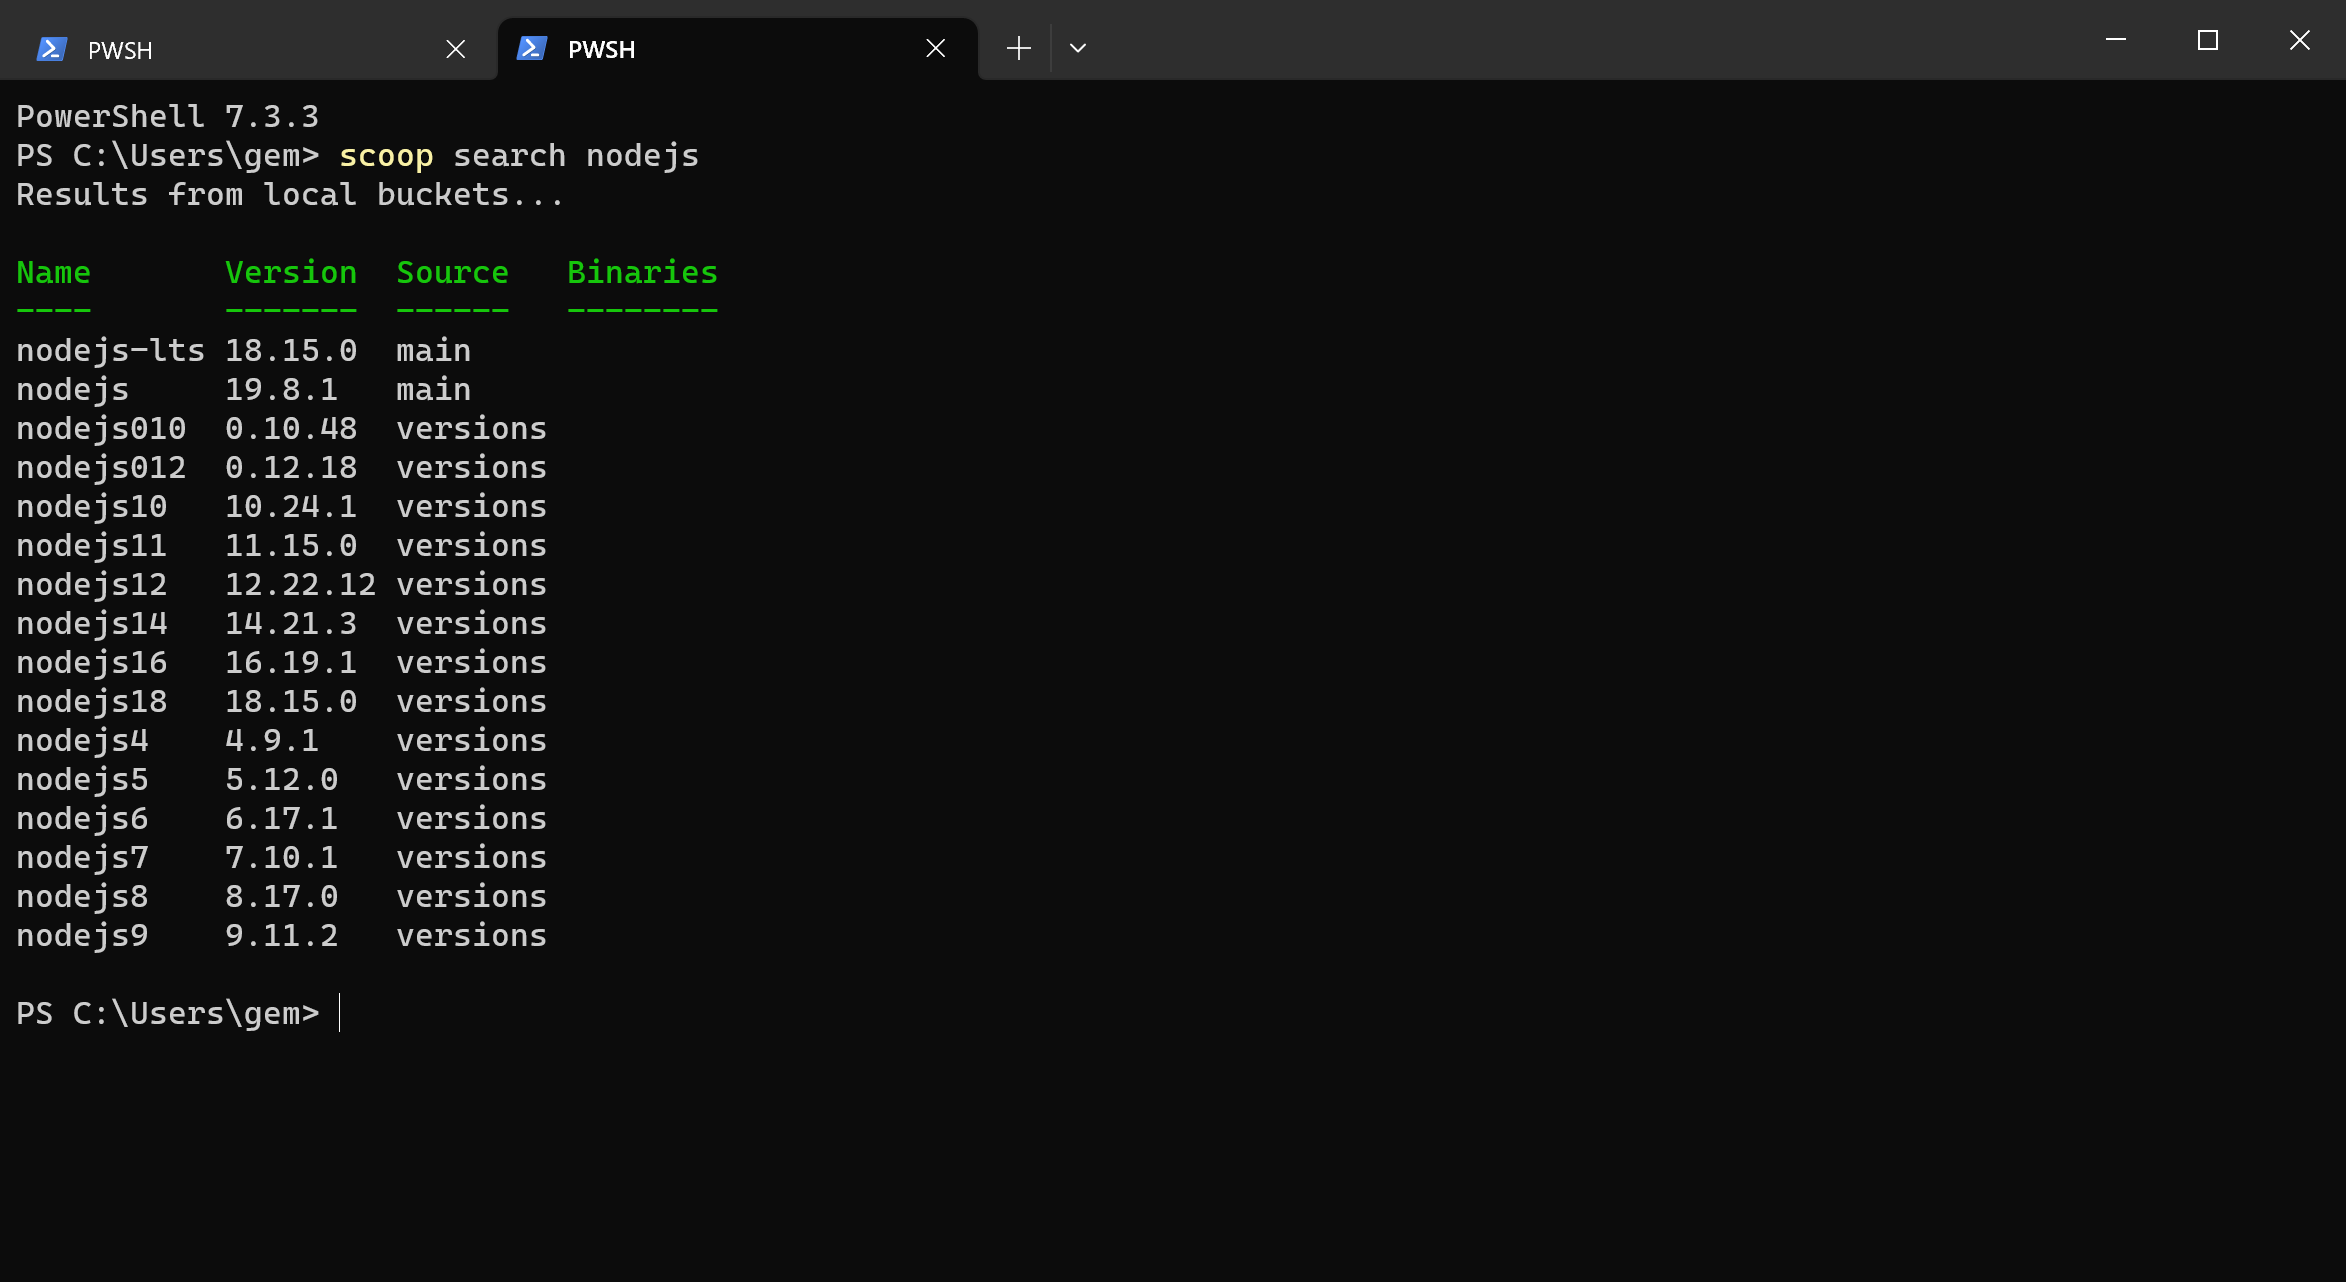 PWSH PWSH
PowerShell 7.3.3
PS C:\Users\gem> scoop search nodejs
Results from local buckets...
Name Version Source Binaries
---- ------- ------ --------
nodejs-lts 18.15.0 main
nodejs 19.8.1 main
nodejs010 0.10.48 versions
nodejs012 0.12.18 versions
nodejs10 10.24.1 versions
nodejs11 11.15.0 versions
nodejs12 12.22.12 versions
nodejs14 14.21.3 versions
nodejs16 16.19.1 versions
nodejs18 18.15.0 versions
nodejs4 4.9.1 versions
nodejs5 5.12.0 versions
nodejs6 6.17.1 versions
nodejs7 7.10.1 versions
nodejs8 8.17.0 versions
nodejs9 9.11.2 versions
PS C:\Users\gem>